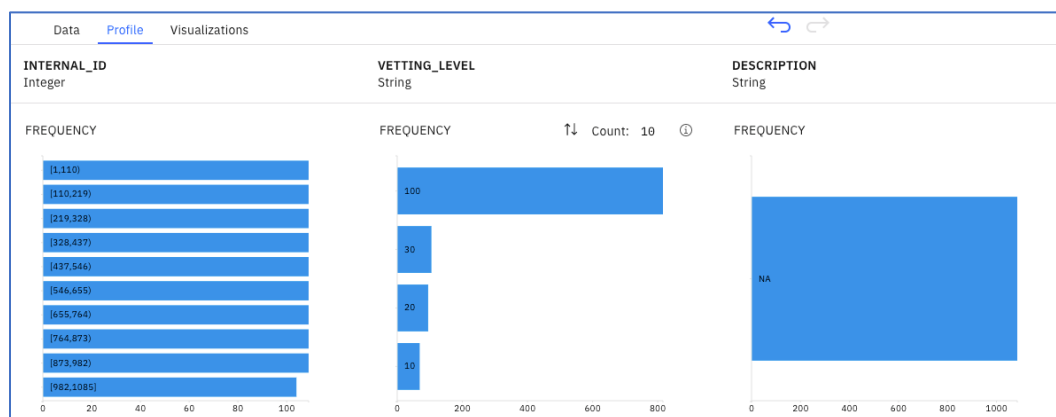 Data Profile Visualizations
INTERNAL_ID
Integer
VETTING_LEVEL
String
DESCRIPTION
String
FREQUENCY
[1,110)
[110,219)
[219,328)
[328,437)
[437,546)
[546,655)
[655,764)
[764,873)
[873,982)
[982,1085]
0 20 40 60 80 100
FREQUENCY Count: 10
100
30
20
10
0 200 400 600 800
FREQUENCY
NA
0 200 400 600 800 1000